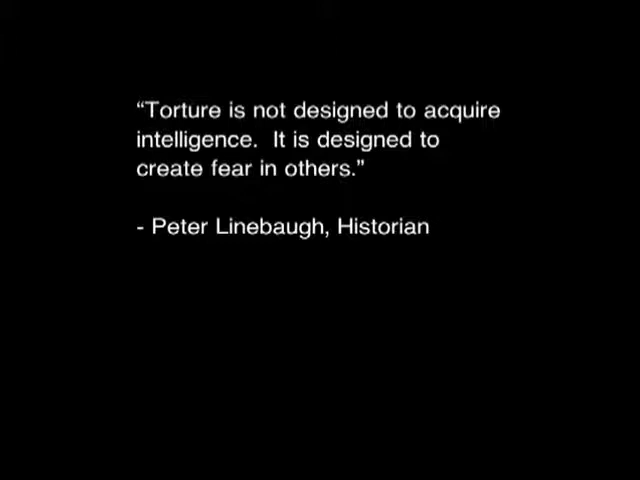 “Torture is not designed to acquire
intelligence.  It is designed to
create fear in others.”
- Peter Linebaugh, Historian